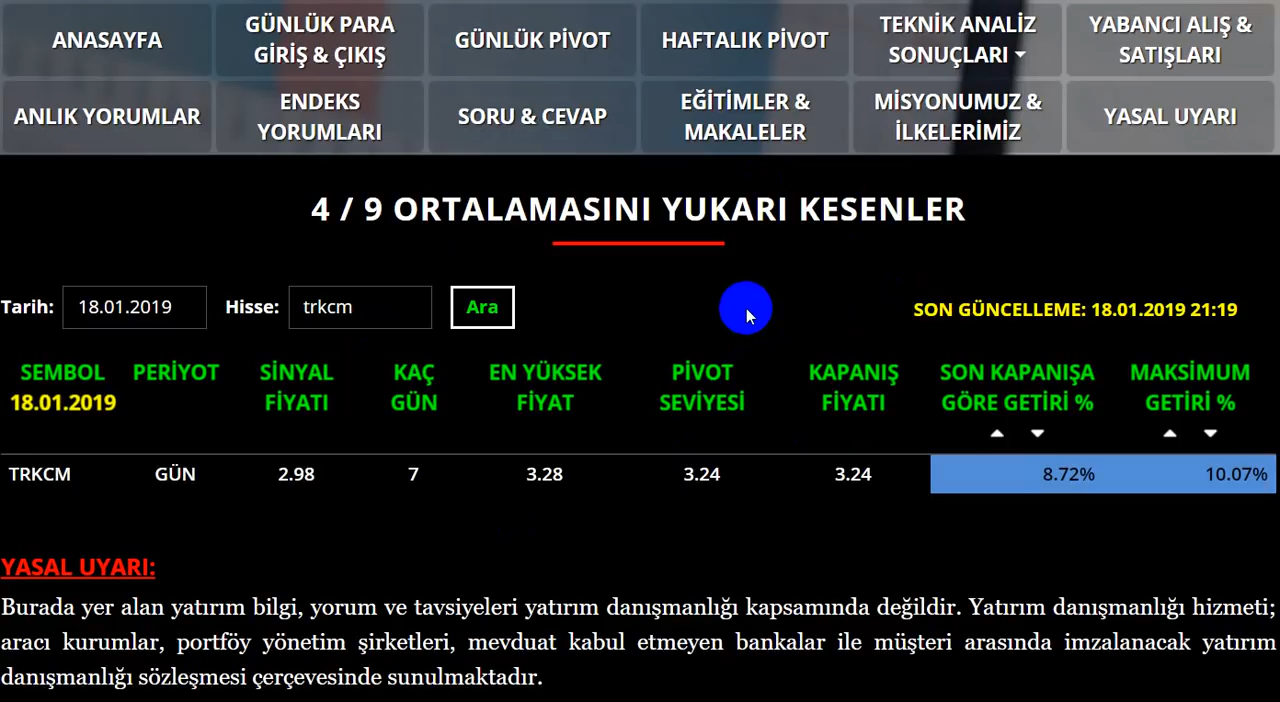 ANASAYFA
GÜNLÜK PARA
GİRİŞ & ÇIKIŞ
GÜNLÜK PİVOT
HAFTALIK PİVOT
TEKNİK ANALİZ
SONUÇLARI
YABANCI ALIŞ &
SATIŞLARI
ANLIK YORUMLAR
ENDEKS
YORUMLARI
SORU & CEVAP
EĞİTİMLER &
MAKALELER
MİSYONUMUZ &
İLKELERİMİZ
YASAL UYARI
4 / 9 ORTALAMASINI YUKARI KESENLER
Tarih: 18.01.2019 Hisse: trkcm Ara
SON GÜNCELLEME: 18.01.2019 21:19
SEMBOL
18.01.2019
PERİYOT
SİNYAL
FİYATI
KAÇ
GÜN
EN YÜKSEK
FİYAT
PİVOT
SEVİYESİ
KAPANIŞ
FİYATI
SON KAPANIŞA
GÖRE GETİRİ %
MAKSİMUM
GETİRİ %
TRKCM GÜN 2.98 7 3.28 3.24 3.24 8.72% 10.07%
YASAL UYARI:
Burada yer alan yatırım bilgi, yorum ve tavsiyeleri yatırım danışmanlığı kapsamında değildir. Yatırım danışmanlığı hizmeti;
aracı kurumlar, portföy yönetim şirketleri, mevduat kabul etmeyen bankalar ile müşteri arasında imzalanacak yatırım
danışmanlığı sözleşmesi çerçevesinde sunulmaktadır.